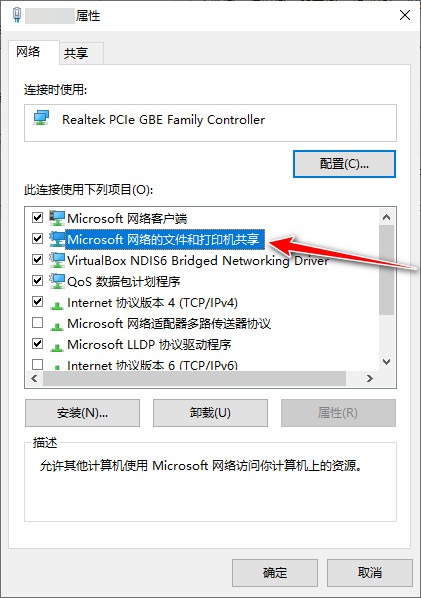 属性
网络
共享
连接时使用:
Realtek PCIe GBE Family Controller
配置(C)...
此连接使用下列项目(O):
Microsoft 网络客户端
Microsoft 网络的文件和打印机共享
VirtualBox NDIS6 Bridged Networking Driver
QoS 数据包计划程序
Internet 协议版本 4 (TCP/IPv4)
Microsoft 网络适配器多路传送器协议
Microsoft LLDP 协议驱动程序
Internet 协议版本 6 (TCP/IPv6)
安装(N)...
卸载(U)
属性(R)
描述
允许其他计算机使用 Microsoft 网络访问你计算机上的资源。
确定
取消